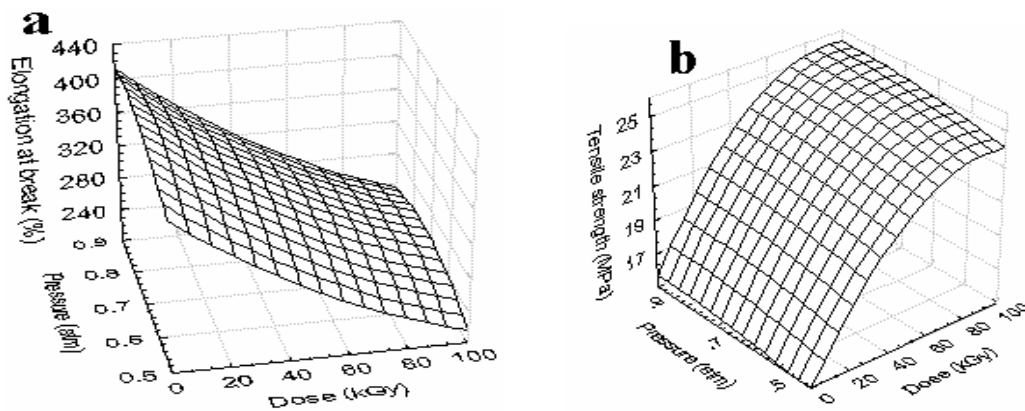 a
440
400
360
320
280
240
Elongation at break (%)
0.9
0.8
0.7
0.6
0.5
Pressure (atm)
0 20 40 60 80 100
Dose (kGy)
b
25
23
21
19
17
Tensile strength (MPa)
Pressure (atm)
0 20 40 60 80 100
Dose (kGy)